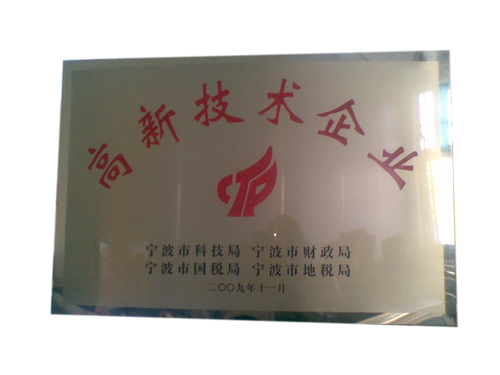 高新技术企业
宁波市科技局 宁波市财政局
宁波市国税局 宁波市地税局
二〇〇九年十一月